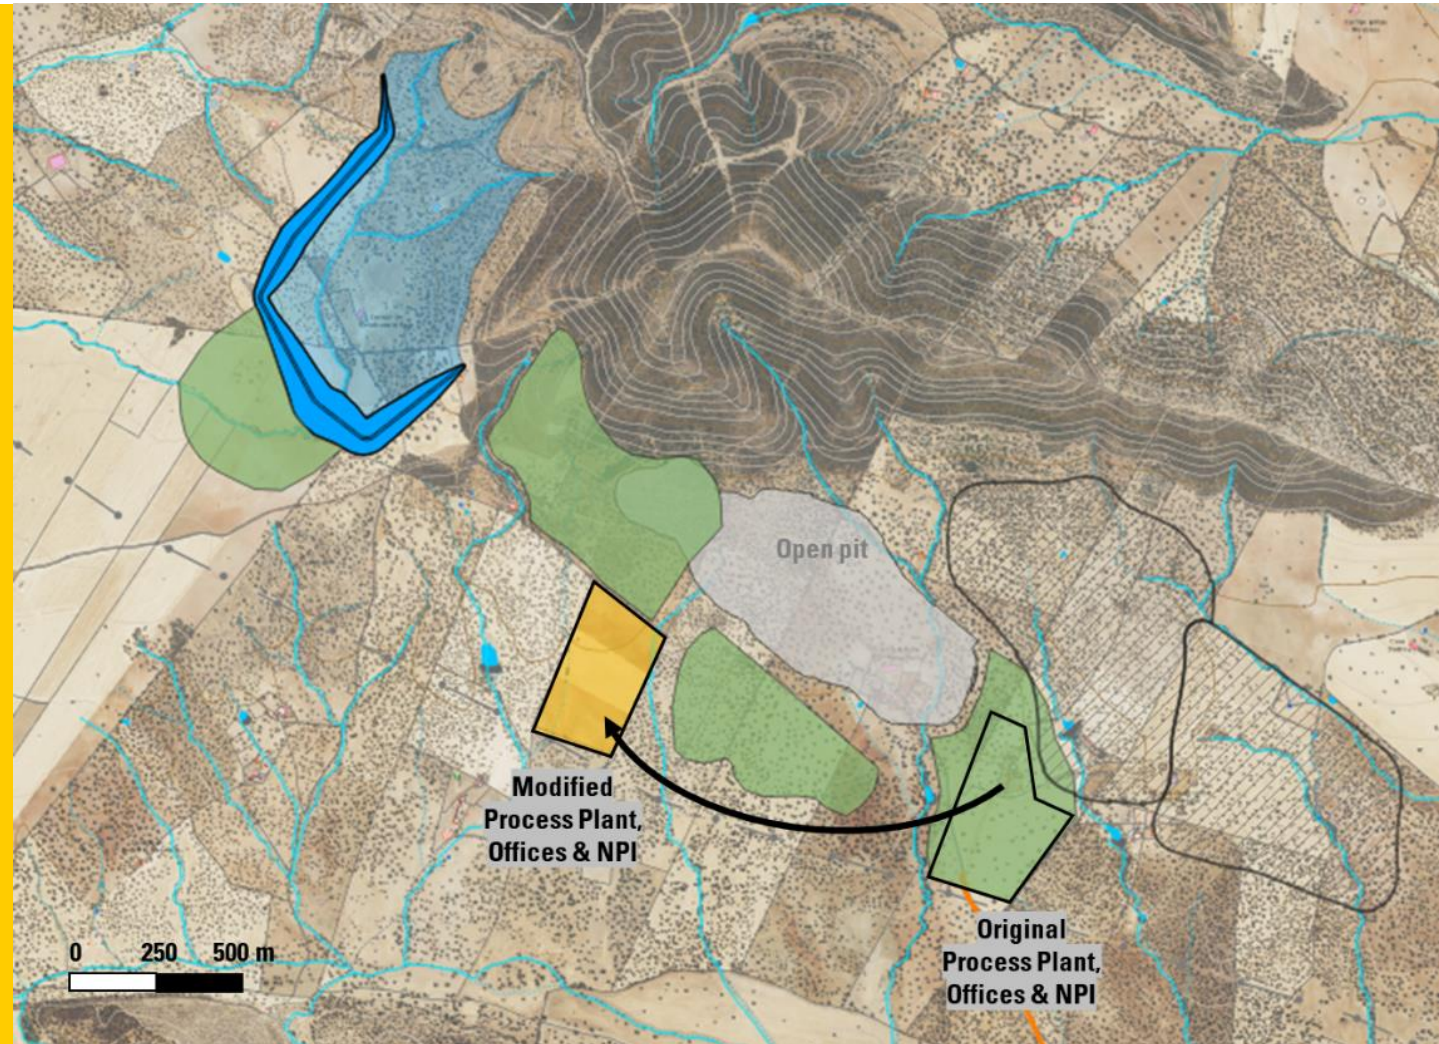 Open pit
Modified
Process Plant,
Offices & NPI
Original
Process Plant,
Offices & NPI
0 250 500 m